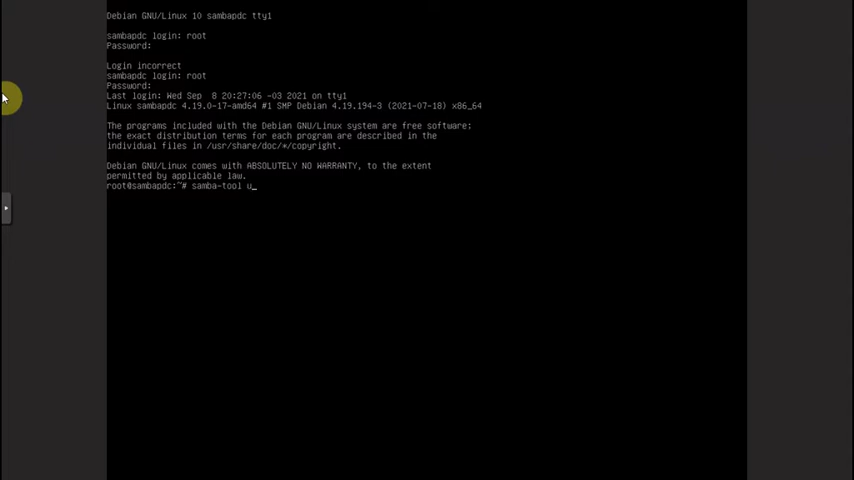 Debian GNU/Linux 10 sambapdc tty1
sambapdc login: root
Password:
Login incorrect
sambapdc login: root
Password:
Last login: Wed Sep  8 20:27:06 -03 2021 on tty1
Linux sambapdc 4.19.0-17-amd64 #1 SMP Debian 4.19.194-3 (2021-07-18) x86_64
The programs included with the Debian GNU/Linux system are free software;
the exact distribution terms for each program are described in the
individual files in /usr/share/doc/*/copyright.
Debian GNU/Linux comes with ABSOLUTELY NO WARRANTY, to the extent
permitted by applicable law.
root@sambapdc:~# samba-tool u_